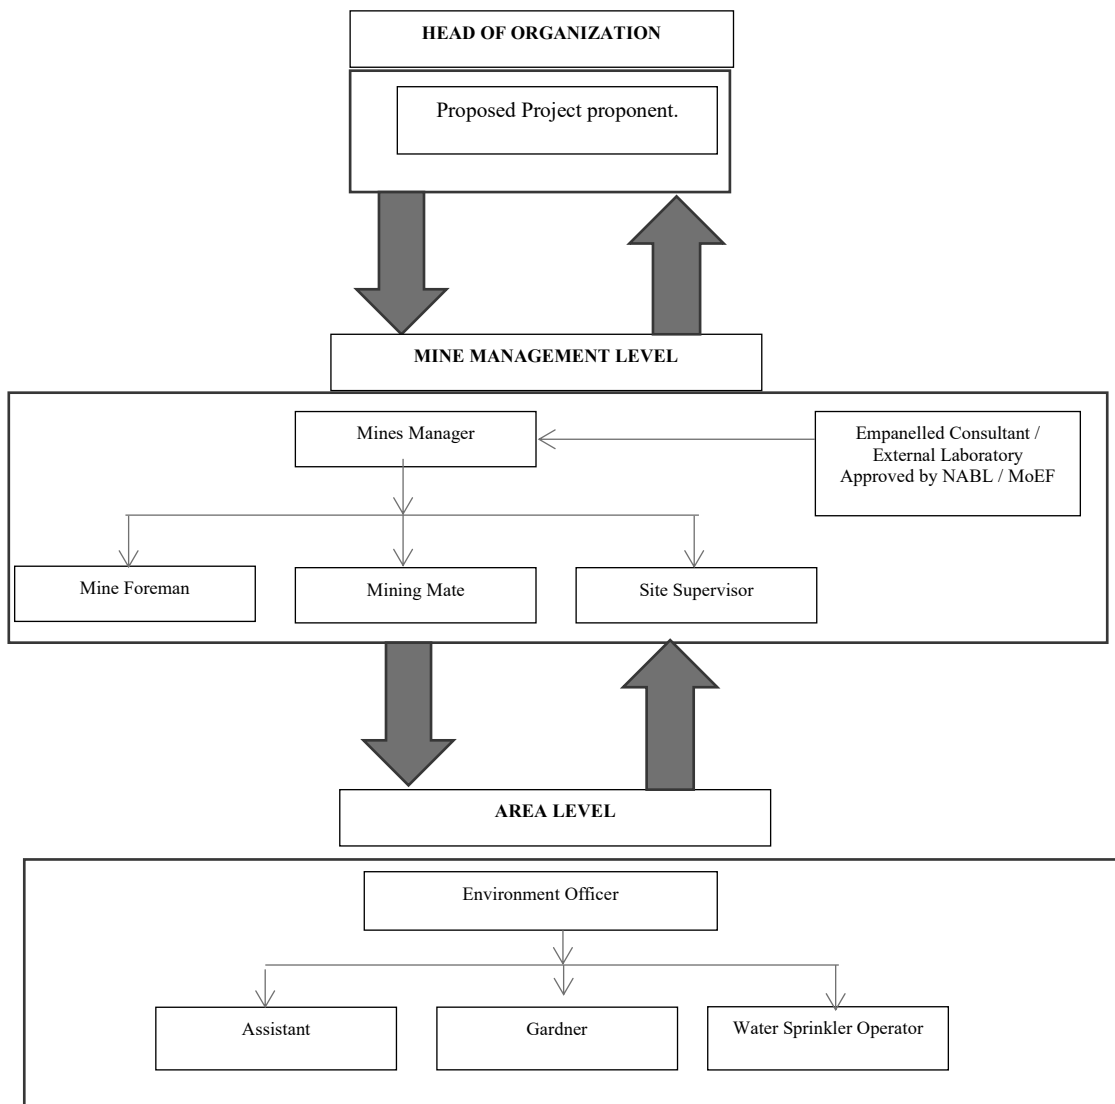 HEAD OF ORGANIZATION
Proposed Project proponent.
MINE MANAGEMENT LEVEL
Mines Manager
Empanelled Consultant /
External Laboratory
Approved by NABL / MoEF
Mine Foreman
Mining Mate
Site Supervisor
AREA LEVEL
Environment Officer
Assistant
Gardner
Water Sprinkler Operator